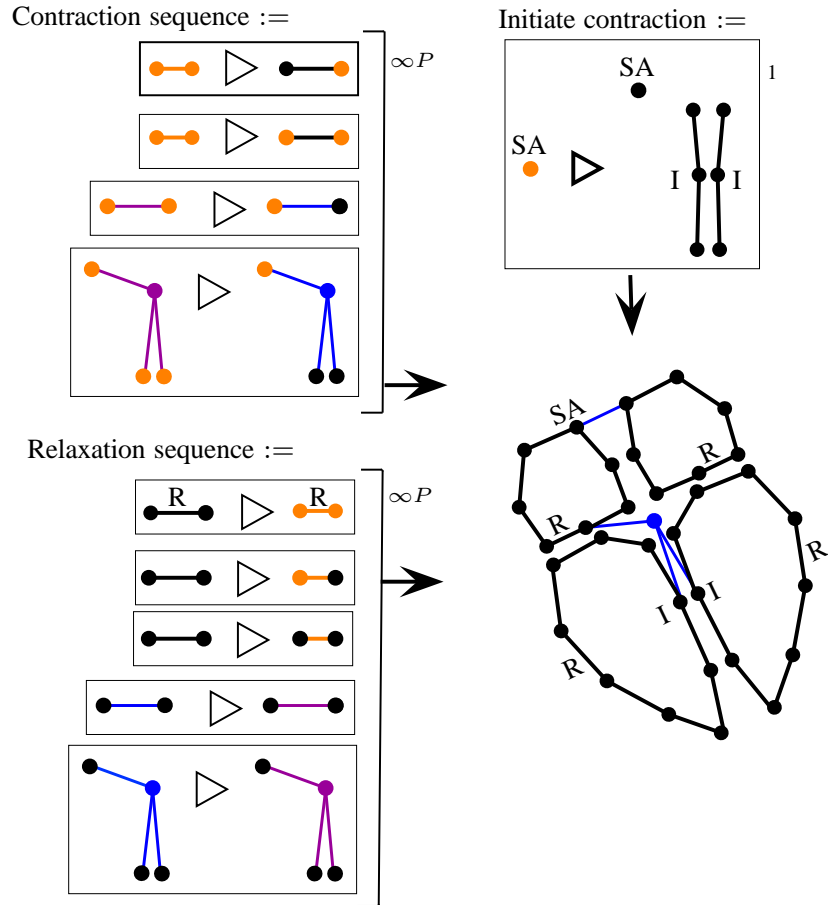 Contraction sequence :=
∞P
Initiate contraction :=
1
SA
SA
I I
Relaxation sequence :=
∞P
R R
SA
R
R
R
I
I
R